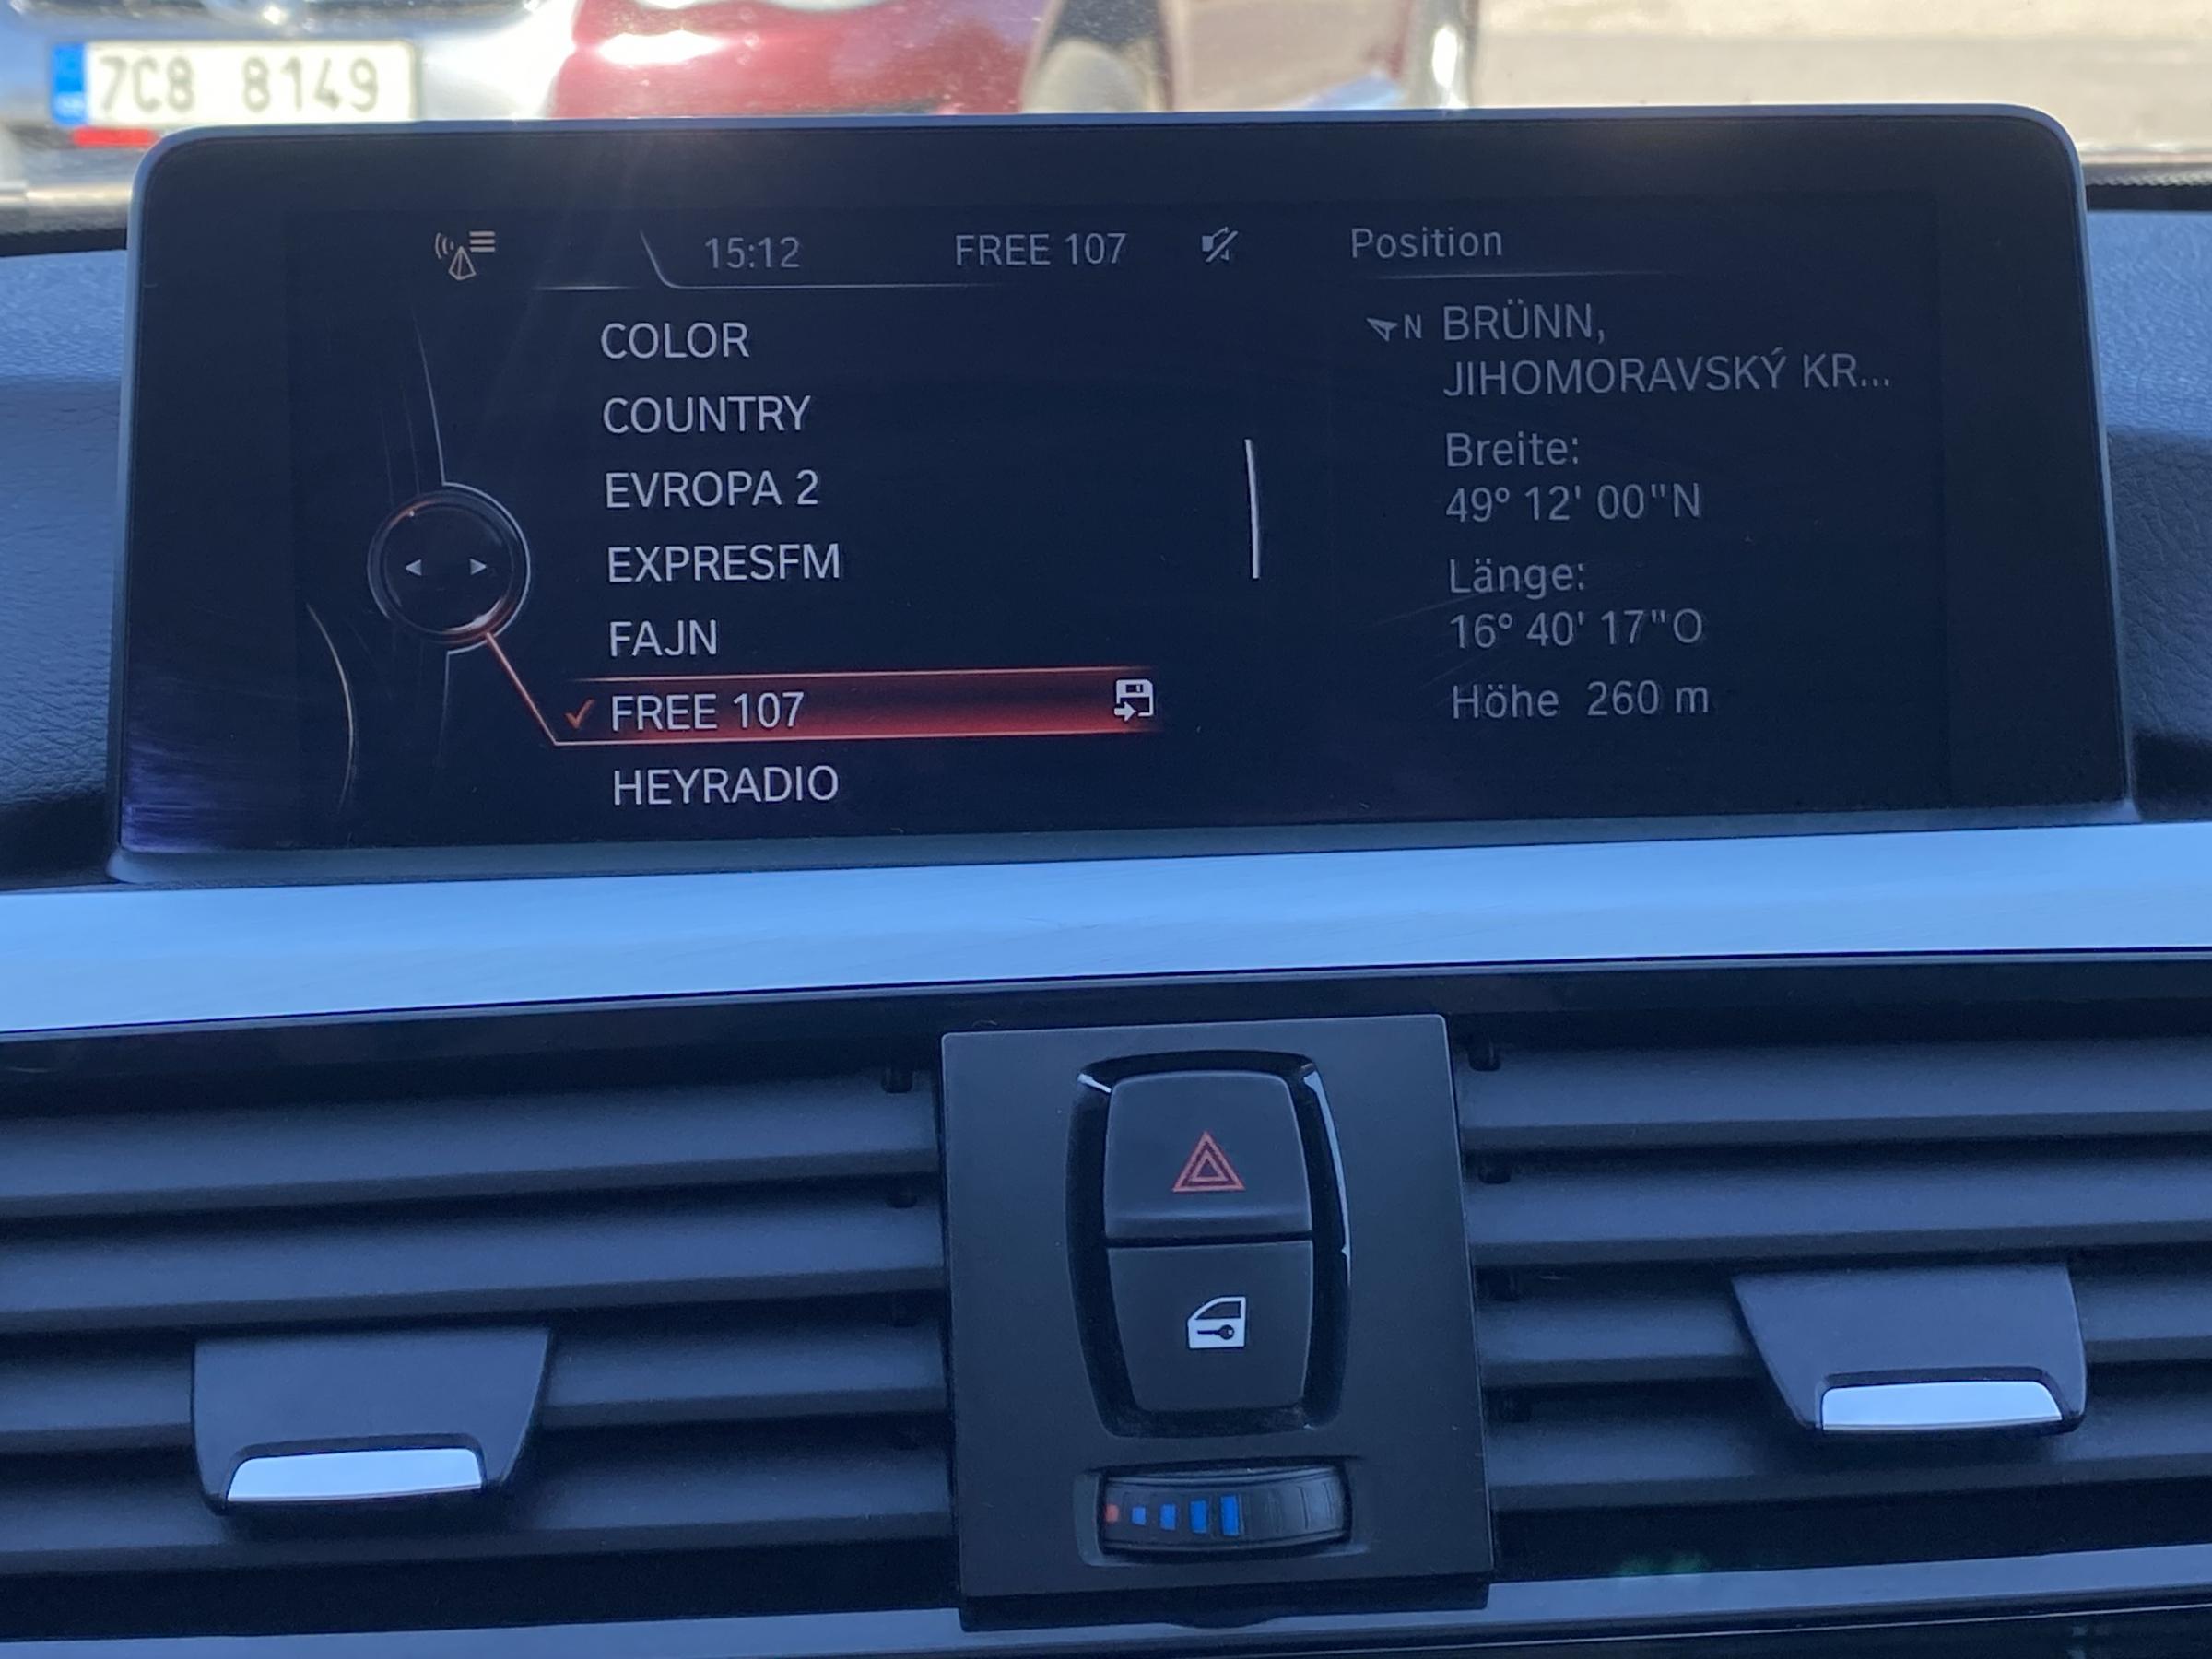 7C8 8149
15:12 FREE 107
COLOR
COUNTRY
EVROPA 2
EXPRESFM
FAJN
FREE 107
HEYRADIO
Position
N BRÜNN,
JIHOMORAVSKÝ KR...
Breite:
49° 12' 00"N
Länge:
16° 40' 17"O
Höhe 260 m